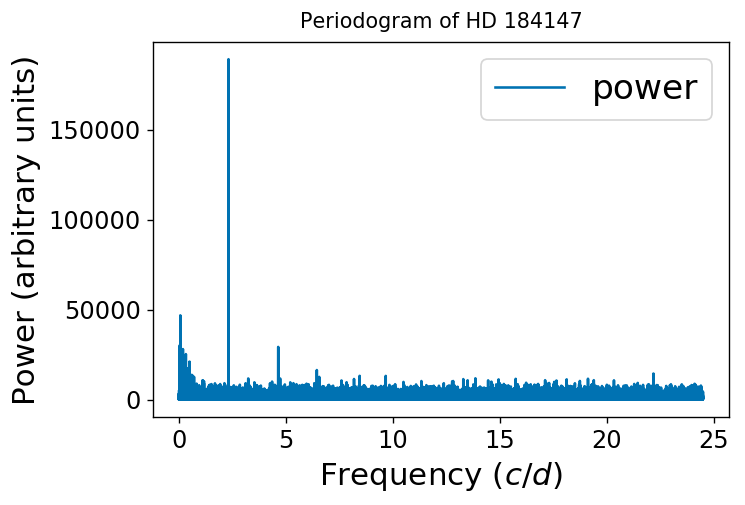 Periodogram of HD 184147
power
Power (arbitrary units)
150000
100000
50000
0
0 5 10 15 20 25
Frequency (c/d)